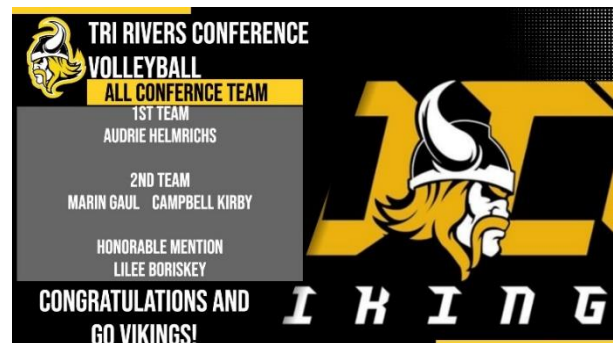 TRI RIVERS CONFERENCE
VOLLEYBALL
ALL CONFERNCE TEAM
1ST TEAM
AUDRIE HELMRICHS
2ND TEAM
MARIN GAUL CAMPBELL KIRBY
HONORABLE MENTION
LILEE BORISKEY
CONGRATULATIONS AND
GO VIKINGS!
IKING